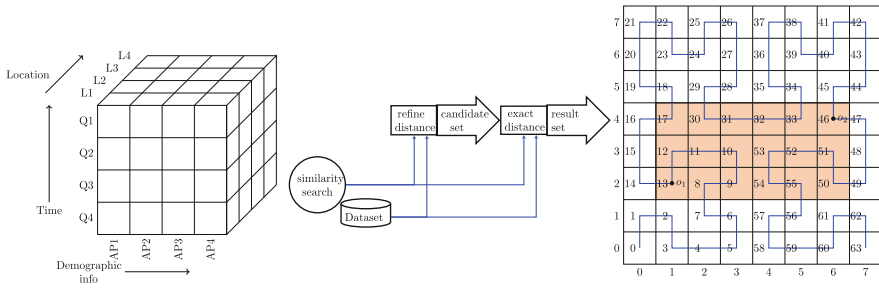 Location
L4
L3
L2
L1
Q1
Q2
Q3
Q4
Time
AP1 AP2 AP3 AP4
Demographic
info
similarity
search
Dataset
refine
distance
candidate
set
exact
distance
result
set
7 21 22 25 26 37 38 41 42
6 20 23 24 27 36 39 40 43
5 19 18 29 28 35 34 45 44
4 16 17 30 31 32 33 46 o₂ 47
3 15 12 11 10 53 52 51 48
2 14 13 o₁ 8 9 54 55 50 49
1 1 2 7 6 57 56 61 62
0 0 3 4 5 58 59 60 63
0 1 2 3 4 5 6 7